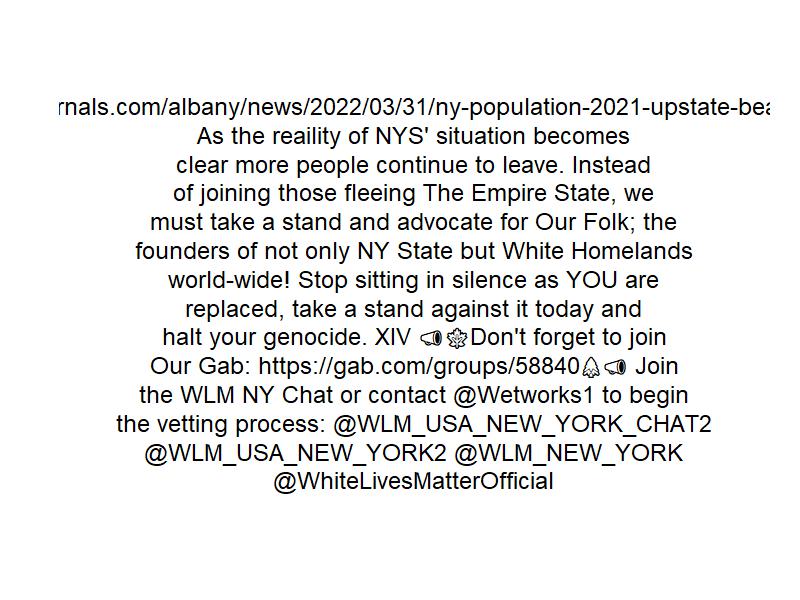 rnals.com/albany/news/2022/03/31/ny-population-2021-upstate-bea
As the reaility of NYS' situation becomes
clear more people continue to leave. Instead
of joining those fleeing The Empire State, we
must take a stand and advocate for Our Folk; the
founders of not only NY State but White Homelands
world-wide! Stop sitting in silence as YOU are
replaced, take a stand against it today and
halt your genocide. XIV 📣🍁Don't forget to join
Our Gab: https://gab.com/groups/58840🌲📣 Join
the WLM NY Chat or contact @Wetworks1 to begin
the vetting process: @WLM_USA_NEW_YORK_CHAT2
@WLM_USA_NEW_YORK2 @WLM_NEW_YORK
@WhiteLivesMatterOfficial